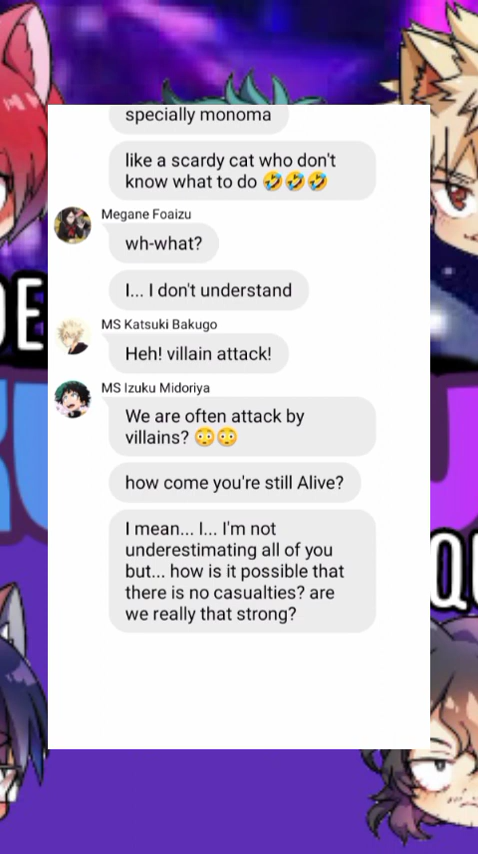 specially monoma
like a scardy cat who don't
know what to do 🤣🤣🤣
Megane Foaizu
wh-what?
I... I don't understand
MS Katsuki Bakugo
Heh! villain attack!
MS Izuku Midoriya
We are often attack by
villains? 😳😳
how come you're still Alive?
I mean... I... I'm not
underestimating all of you
but... how is it possible that
there is no casualties? are
we really that strong?